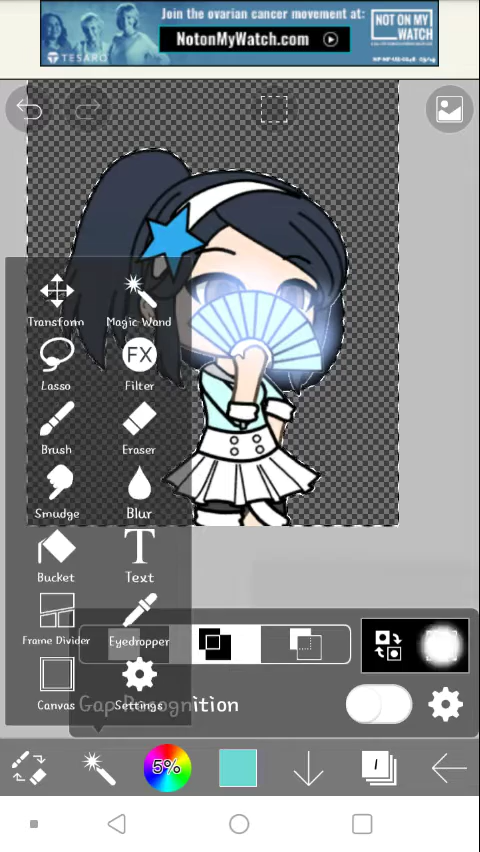 Join the ovarian cancer movement at:
NotonMyWatch.com
NOT ON MY
WATCH
TESARO
Transform
Magic Wand
Lasso
FX
Filter
Brush
Eraser
Smudge
Blur
Bucket
T
Text
Frame Divider
Eyedropper
Canvas
Settings
Gap Recognition
5%
1